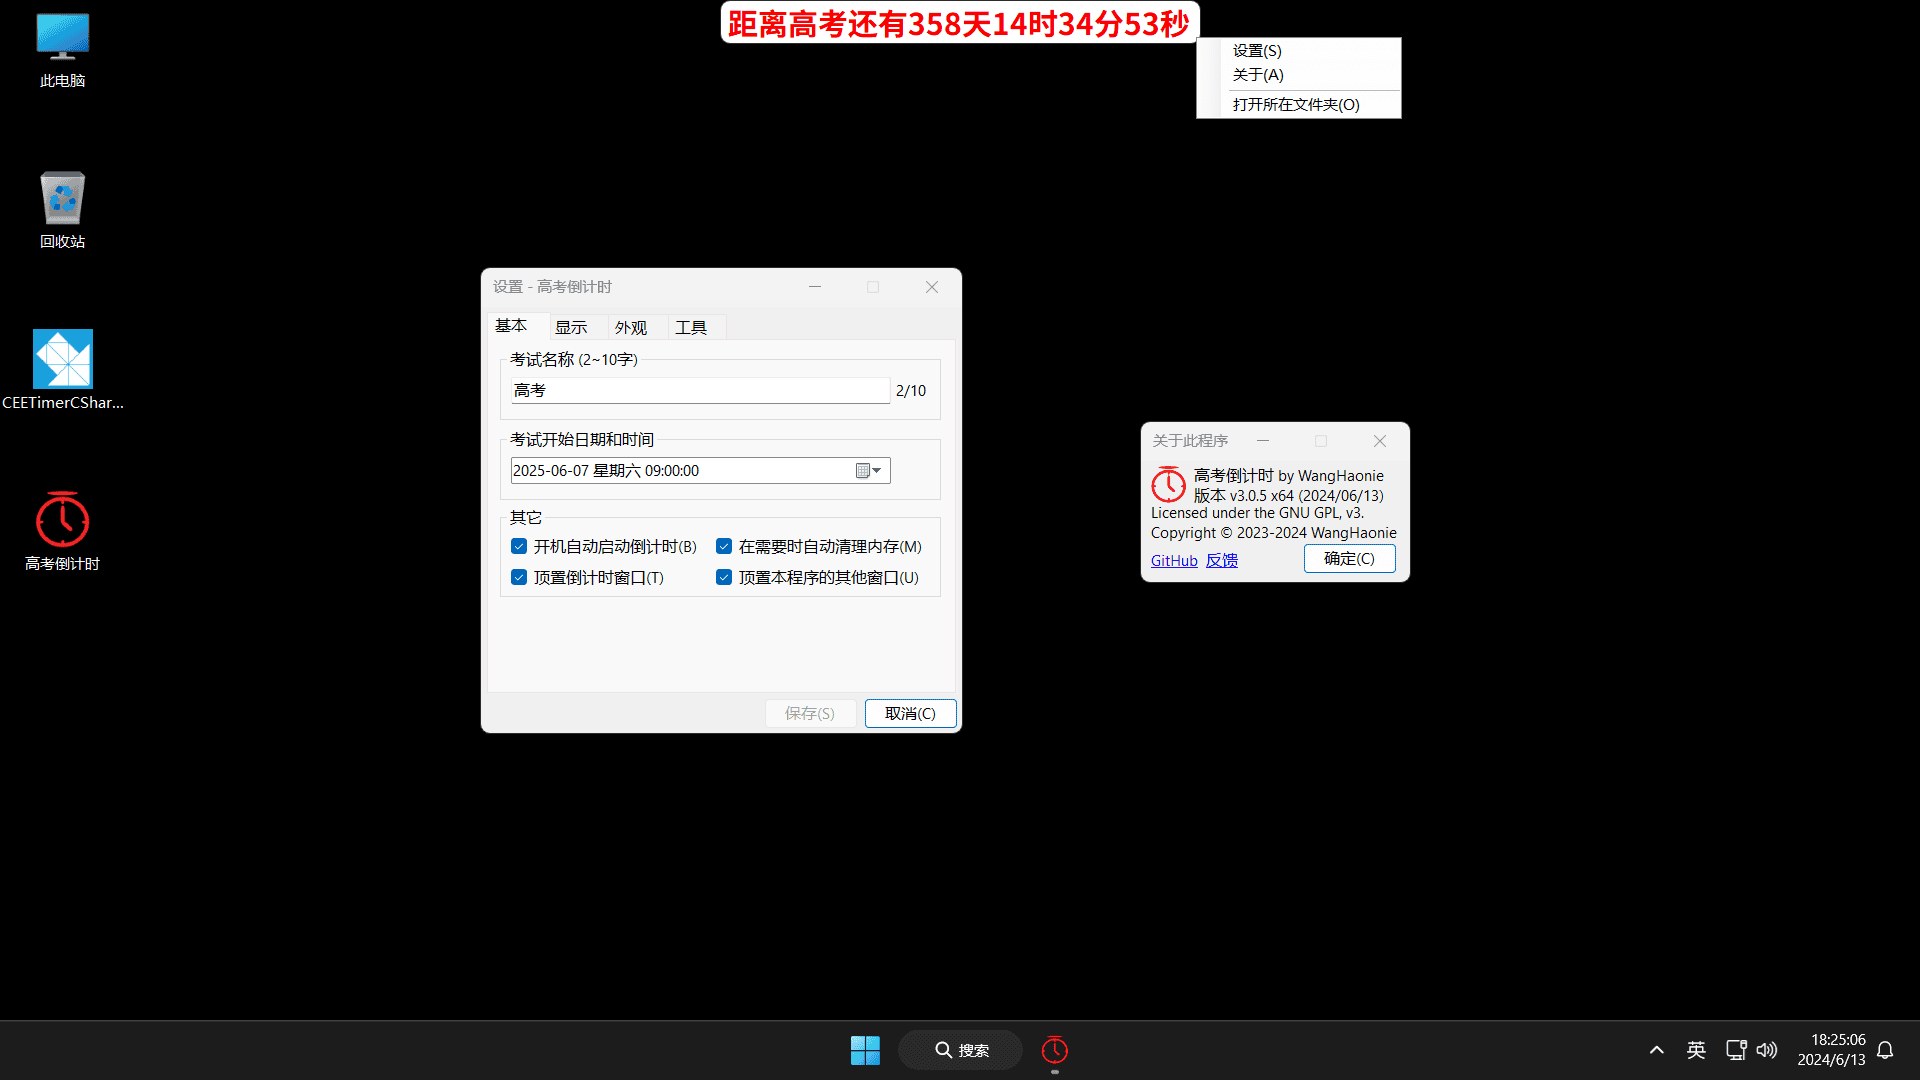 距离高考还有358天14时34分53秒
设置(S)
关于(A)
打开所在文件夹(O)
此电脑
回收站
CEETimerCShar...
高考倒计时
设置 - 高考倒计时
基本
显示
外观
工具
考试名称 (2~10字)
高考
2/10
考试开始日期和时间
2025-06-07 星期六 09:00:00
其它
开机自动启动倒计时(B)
在需要时自动清理内存(M)
顶置倒计时窗口(T)
顶置本程序的其他窗口(U)
保存(S)
取消(C)
关于此程序
高考倒计时 by WangHaonie
版本 v3.0.5 x64 (2024/06/13)
Licensed under the GNU GPL, v3.
Copyright © 2023-2024 WangHaonie
GitHub 反馈
确定(C)
搜索
英
18:25:06
2024/6/13